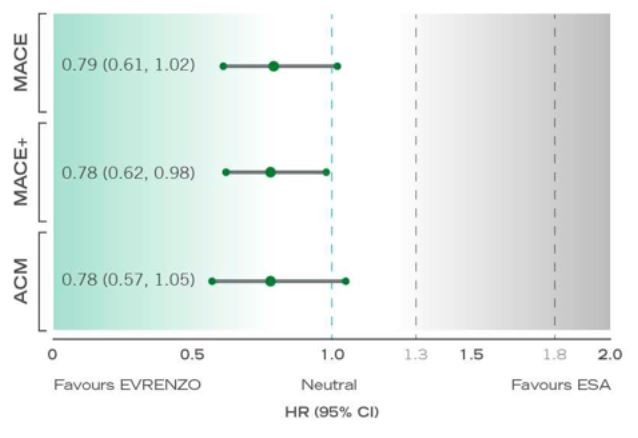 MACE
0.79 (0.61, 1.02)
MACE+
0.78 (0.62, 0.98)
ACM
0.78 (0.57, 1.05)
0 0.5 1.0 1.3 1.5 1.8 2.0
Favours EVRENZO Neutral Favours ESA
HR (95% CI)